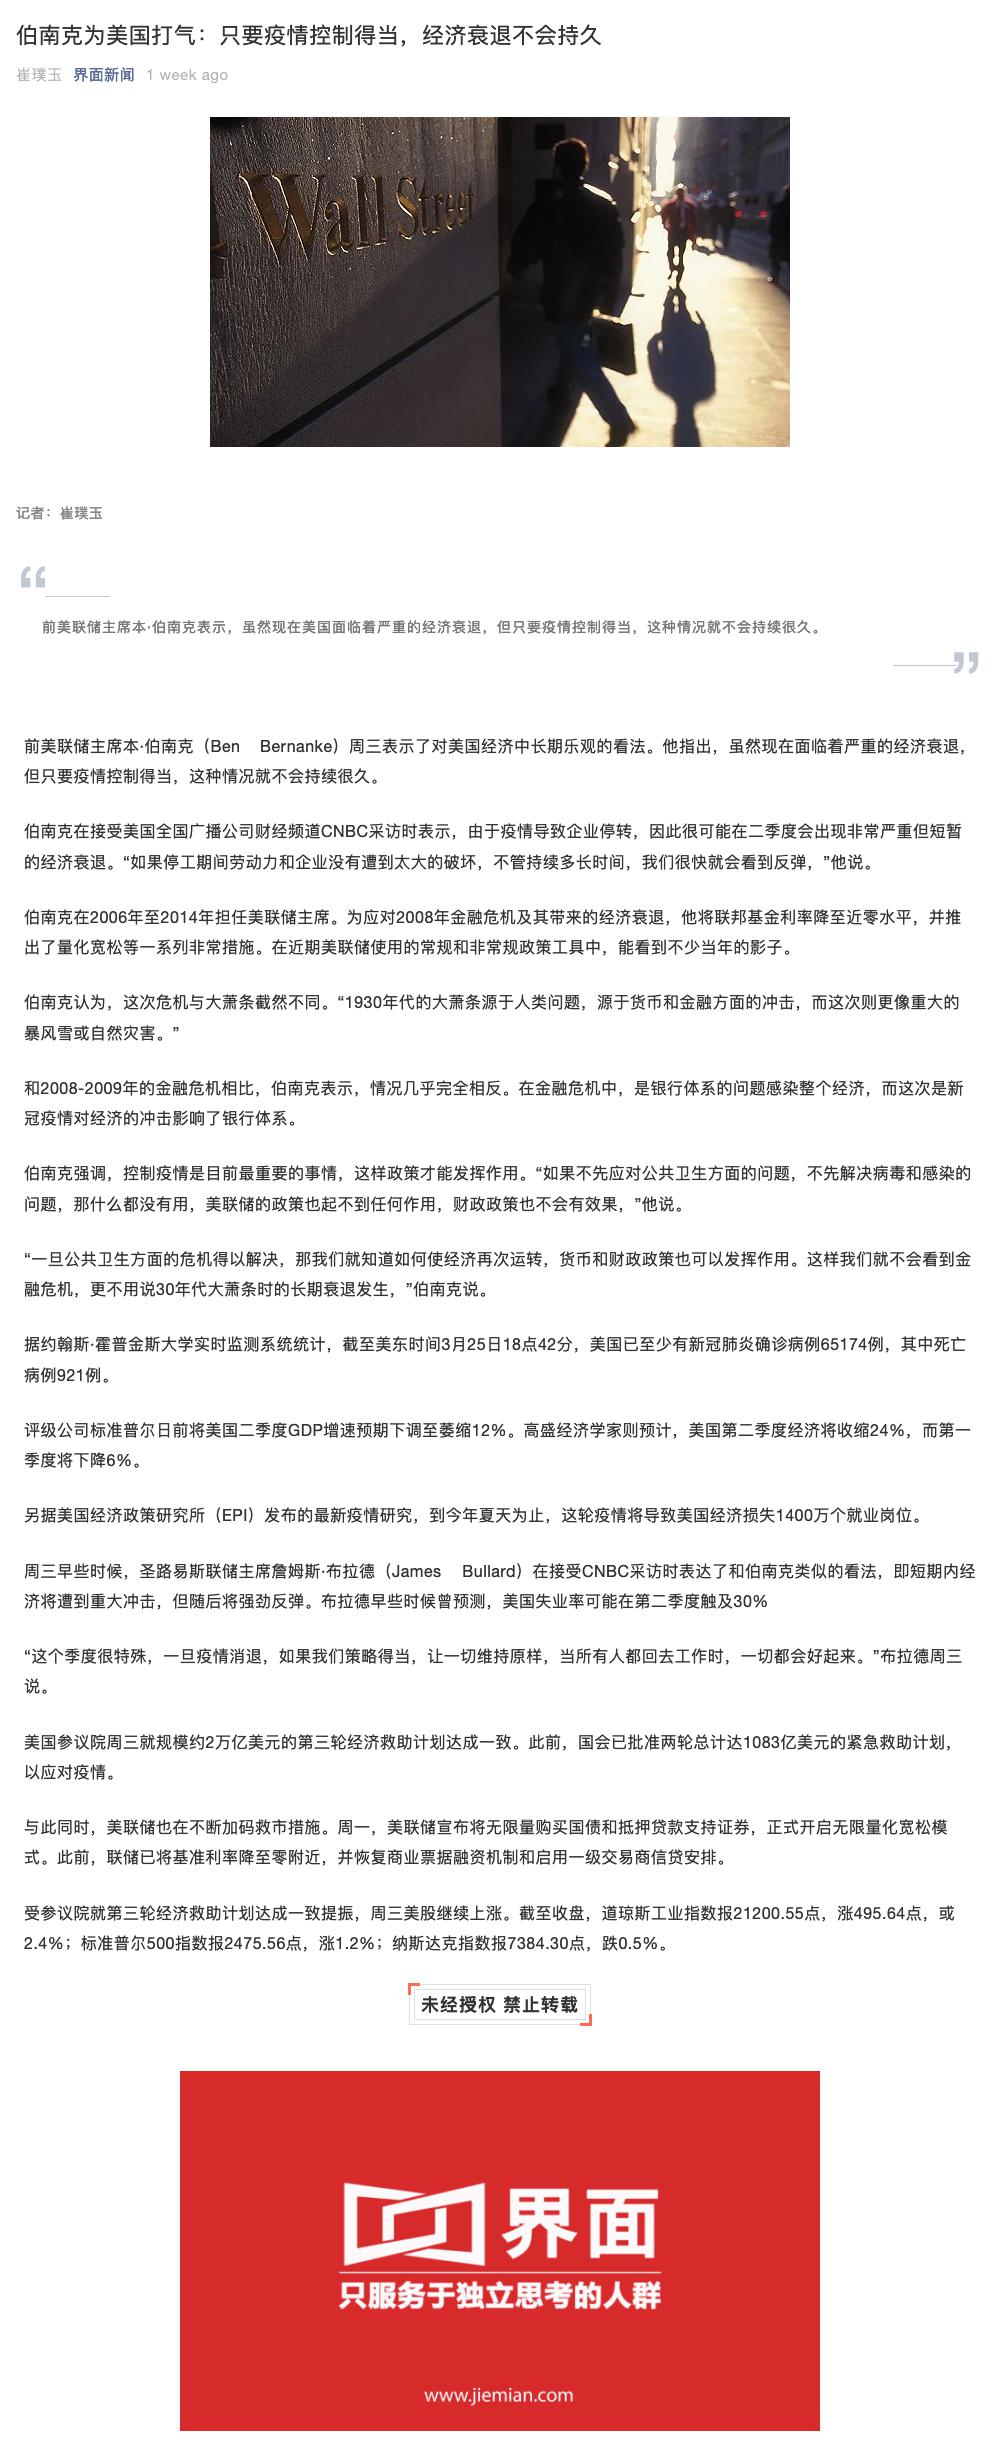 伯南克为美国打气：只要疫情控制得当，经济衰退不会持久
崔璞玉 界面新闻 1 week ago
Wall Street
记者：崔璞玉
“
前美联储主席本·伯南克表示，虽然现在美国面临着严重的经济衰退，但只要疫情控制得当，这种情况就不会持续很久。
”
前美联储主席本·伯南克（Ben Bernanke）周三表示了对美国经济中长期乐观的看法。他指出，虽然现在面临着严重的经济衰退，
但只要疫情控制得当，这种情况就不会持续很久。
伯南克在接受美国全国广播公司财经频道CNBC采访时表示，由于疫情导致企业停转，因此很可能在二季度会出现非常严重但短暂
的经济衰退。“如果停工期间劳动力和企业没有遭到太大的破坏，不管持续多长时间，我们很快就会看到反弹，”他说。
伯南克在2006年至2014年担任美联储主席。为应对2008年金融危机及其带来的经济衰退，他将联邦基金利率降至近零水平，并推
出了量化宽松等一系列非常措施。在近期美联储使用的常规和非常规政策工具中，能看到不少当年的影子。
伯南克认为，这次危机与大萧条截然不同。“1930年代的大萧条源于人类问题，源于货币和金融方面的冲击，而这次则更像重大的
暴风雪或自然灾害。”
和2008-2009年的金融危机相比，伯南克表示，情况几乎完全相反。在金融危机中，是银行体系的问题感染整个经济，而这次是新
冠疫情对经济的冲击影响了银行体系。
伯南克强调，控制疫情是目前最重要的事情，这样政策才能发挥作用。“如果不先应对公共卫生方面的问题，不先解决病毒和感染的
问题，那什么都没有用，美联储的政策也起不到任何作用，财政政策也不会有效果，”他说。
“一旦公共卫生方面的危机得以解决，那我们就知道如何使经济再次运转，货币和财政政策也可以发挥作用。这样我们就不会看到金
融危机，更不用说30年代大萧条时的长期衰退发生，”伯南克说。
据约翰斯·霍普金斯大学实时监测系统统计，截至美东时间3月25日18点42分，美国已至少有新冠肺炎确诊病例65174例，其中死亡
病例921例。
评级公司标准普尔日前将美国二季度GDP增速预期下调至萎缩12%。高盛经济学家则预计，美国第二季度经济将收缩24%，而第一
季度将下降6%。
另据美国经济政策研究所（EPI）发布的最新疫情研究，到今年夏天为止，这轮疫情将导致美国经济损失1400万个就业岗位。
周三早些时候，圣路易斯联储主席詹姆斯·布拉德（James Bullard）在接受CNBC采访时表达了和伯南克类似的看法，即短期内经
济将遭到重大冲击，但随后将强劲反弹。布拉德早些时候曾预测，美国失业率可能在第二季度触及30%
“这个季度很特殊，一旦疫情消退，如果我们策略得当，让一切维持原样，当所有人都回去工作时，一切都会好起来。”布拉德周三
说。
美国参议院周三就规模约2万亿美元的第三轮经济救助计划达成一致。此前，国会已批准两轮总计达1083亿美元的紧急救助计划，
以应对疫情。
与此同时，美联储也在不断加码救市措施。周一，美联储宣布将无限量购买国债和抵押贷款支持证券，正式开启无限量化宽松模
式。此前，联储已将基准利率降至零附近，并恢复商业票据融资机制和启用一级交易商信贷安排。
受参议院就第三轮经济救助计划达成一致提振，周三美股继续上涨。截至收盘，道琼斯工业指数报21200.55点，涨495.64点，或
2.4%；标准普尔500指数报2475.56点，涨1.2%；纳斯达克指数报7384.30点，跌0.5%。
未经授权 禁止转载
界面
只服务于独立思考的人群
www.jiemian.com